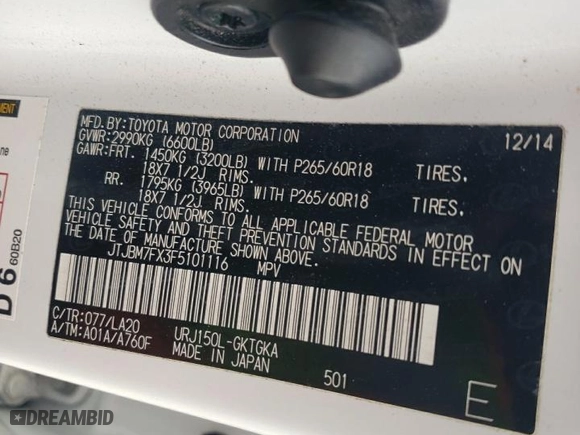 MFD.BY:TOYOTA MOTOR CORPORATION 12/14
GVWR:2990KG (6600LB)
GAWR:FRT. 1450KG (3200LB) WITH P265/60R18 TIRES,
18X7 1/2J RIMS.
RR. 1795KG (3965LB) WITH P265/60R18 TIRES,
18X7 1/2J RIMS.
THIS VEHICLE CONFORMS TO ALL APPLICABLE FEDERAL MOTOR
VEHICLE SAFETY AND THEFT PREVENTION STANDARDS IN EFFECT ON
THE DATE OF MANUFACTURE SHOWN ABOVE.
JTJBM7FX3F5101116 MPV
C/TR:077/LA20 URJ150L-GKTGKA
A/TM:A01A/A760F MADE IN JAPAN
501
E
D 6
60B20
DREAMBID